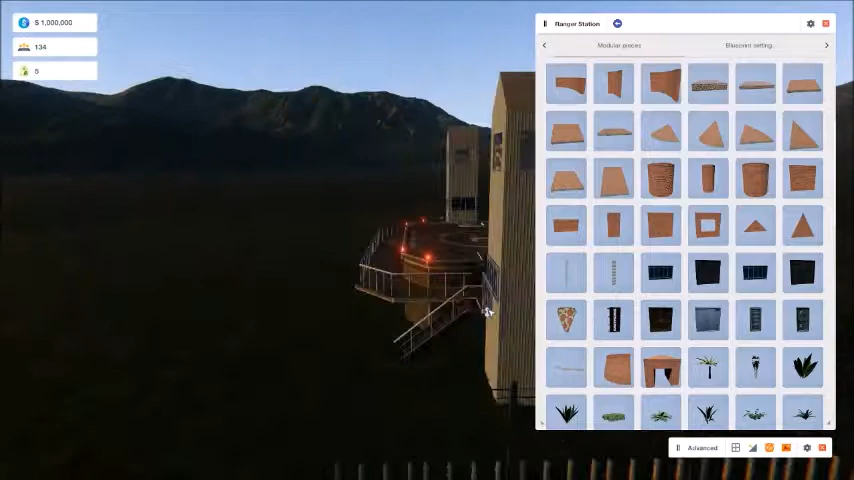 $ 1,000,000
134
5
Ranger Station
Modular pieces
Blueprint setting...
Advanced